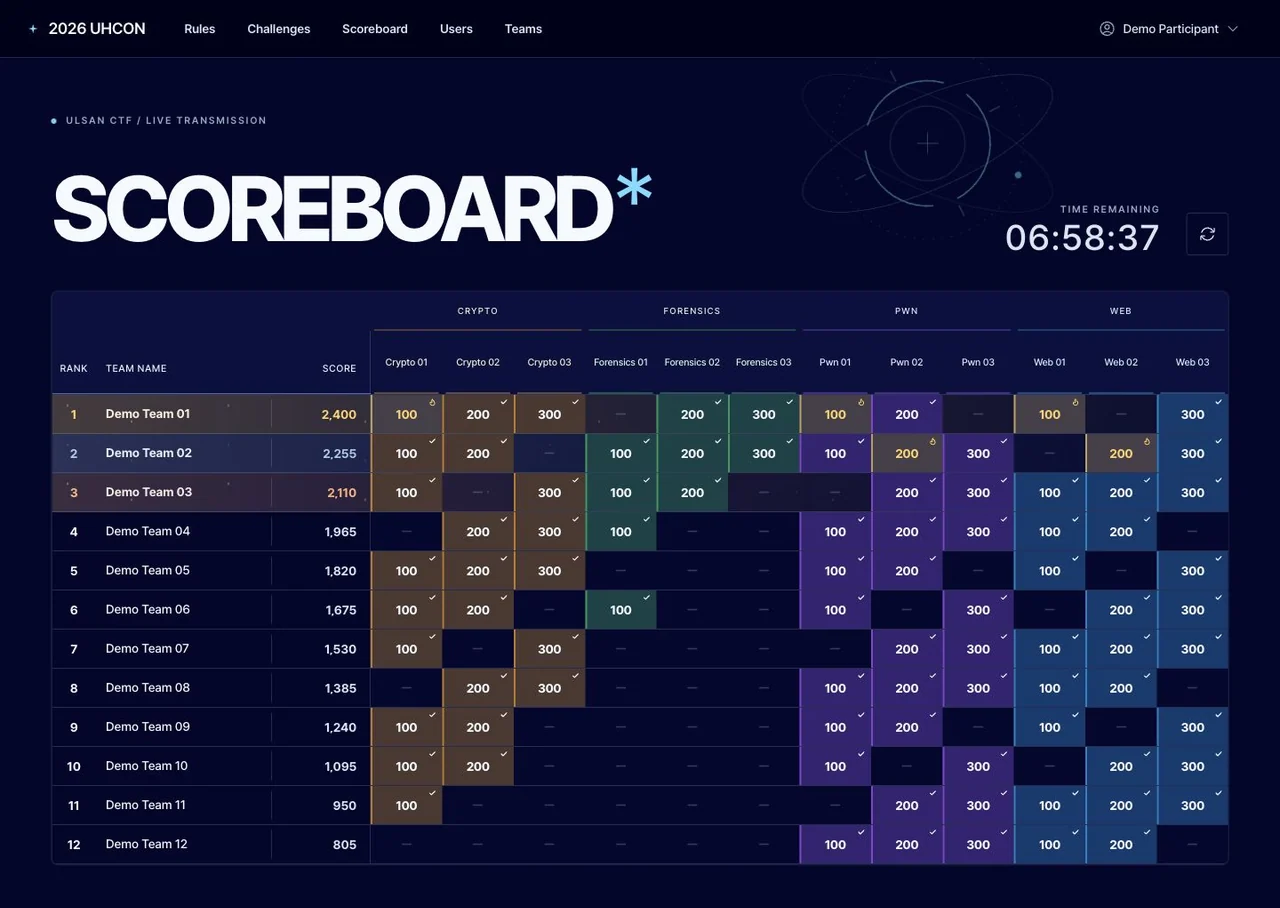 2026 UHCON Rules Challenges Scoreboard Users Teams Demo Participant
ULSAN CTF / LIVE TRANSMISSION
SCOREBOARD*
TIME REMAINING
06:58:37
CRYPTO FORENSICS PWN WEB
RANK TEAM NAME SCORE Crypto 01 Crypto 02 Crypto 03 Forensics 01 Forensics 02 Forensics 03 Pwn 01 Pwn 02 Pwn 03 Web 01 Web 02 Web 03
1 Demo Team 01 2,400 100 200 300 — 200 300 100 200 — 100 — 300
2 Demo Team 02 2,255 100 200 — 100 200 300 100 200 300 — 200 300
3 Demo Team 03 2,110 100 — 300 100 200 — — 200 300 100 200 300
4 Demo Team 04 1,965 — 200 300 100 — — 100 200 300 100 200 —
5 Demo Team 05 1,820 100 200 300 — — — 100 200 — 100 — 300
6 Demo Team 06 1,675 100 200 — 100 — — 100 — 300 — 200 300
7 Demo Team 07 1,530 100 — 300 — — — — 200 300 100 200 300
8 Demo Team 08 1,385 — 200 300 — — — 100 200 300 100 200 —
9 Demo Team 09 1,240 100 200 — — — — 100 200 — 100 — 300
10 Demo Team 10 1,095 100 200 — — — — 100 — 300 — 200 300
11 Demo Team 11 950 100 — — — — — — 200 300 100 200 300
12 Demo Team 12 805 — — — — — — 100 200 300 100 200 —